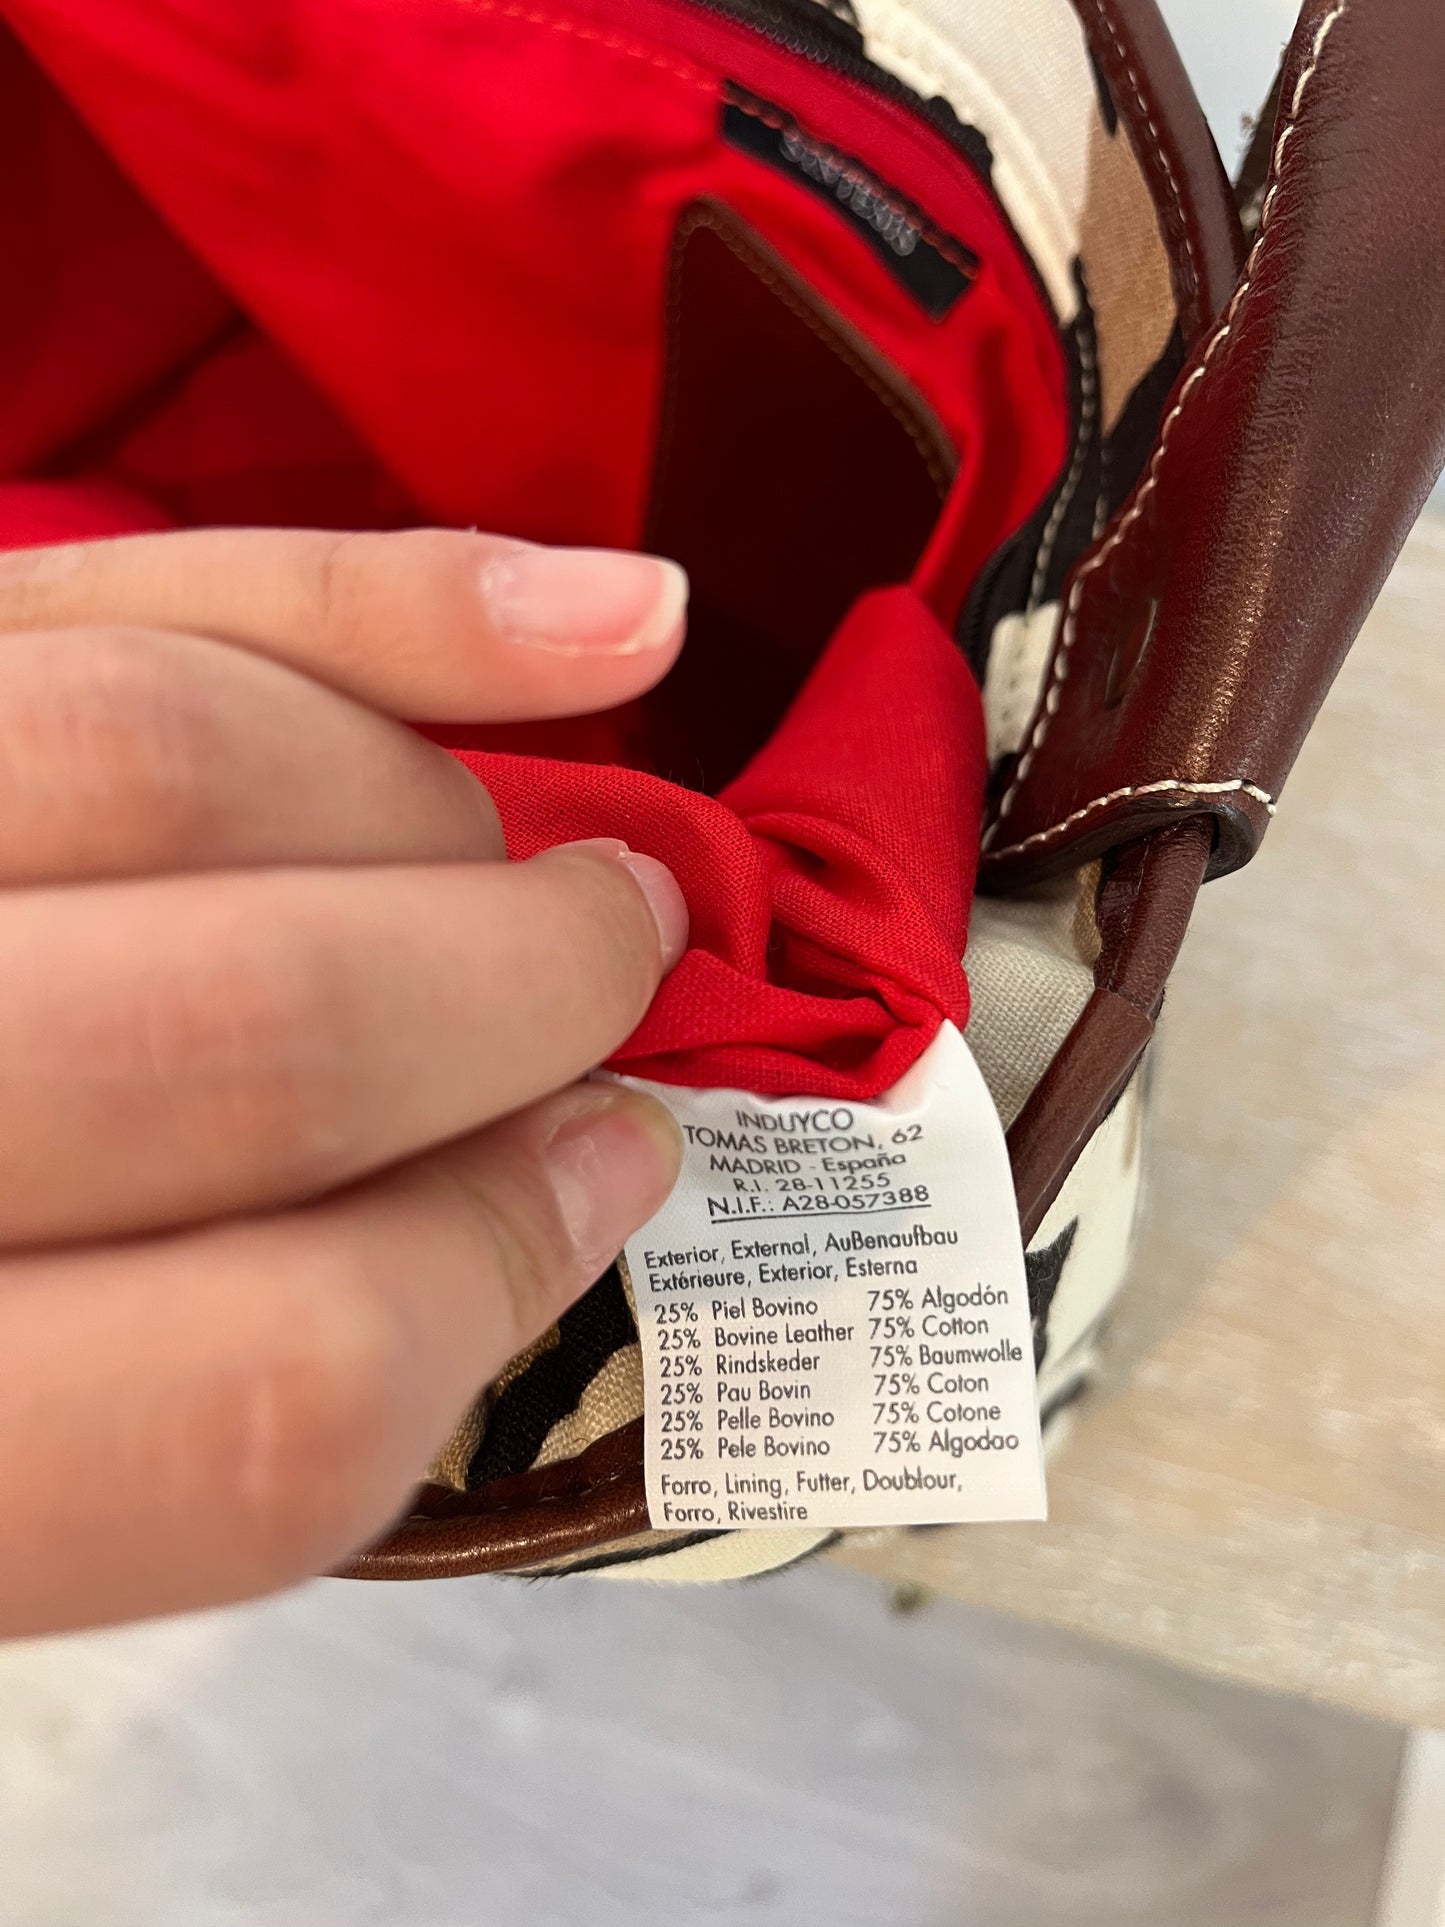 INDUYCO
TOMAS BRETON, 62
MADRID - España
R.I. 28-11255
N.I.F.: A28-057388
Exterior, External, AuBenaufbau
Extérieure, Exterior, Esterna
25% Piel Bovino 75% Algodón
25% Bovine Leather 75% Cotton
25% Rindskeder 75% Baumwolle
25% Pau Bovin 75% Coton
25% Pelle Bovino 75% Cotone
25% Pele Bovino 75% Algodao
Forro, Lining, Futter, Doublour,
Forro, Rivestire